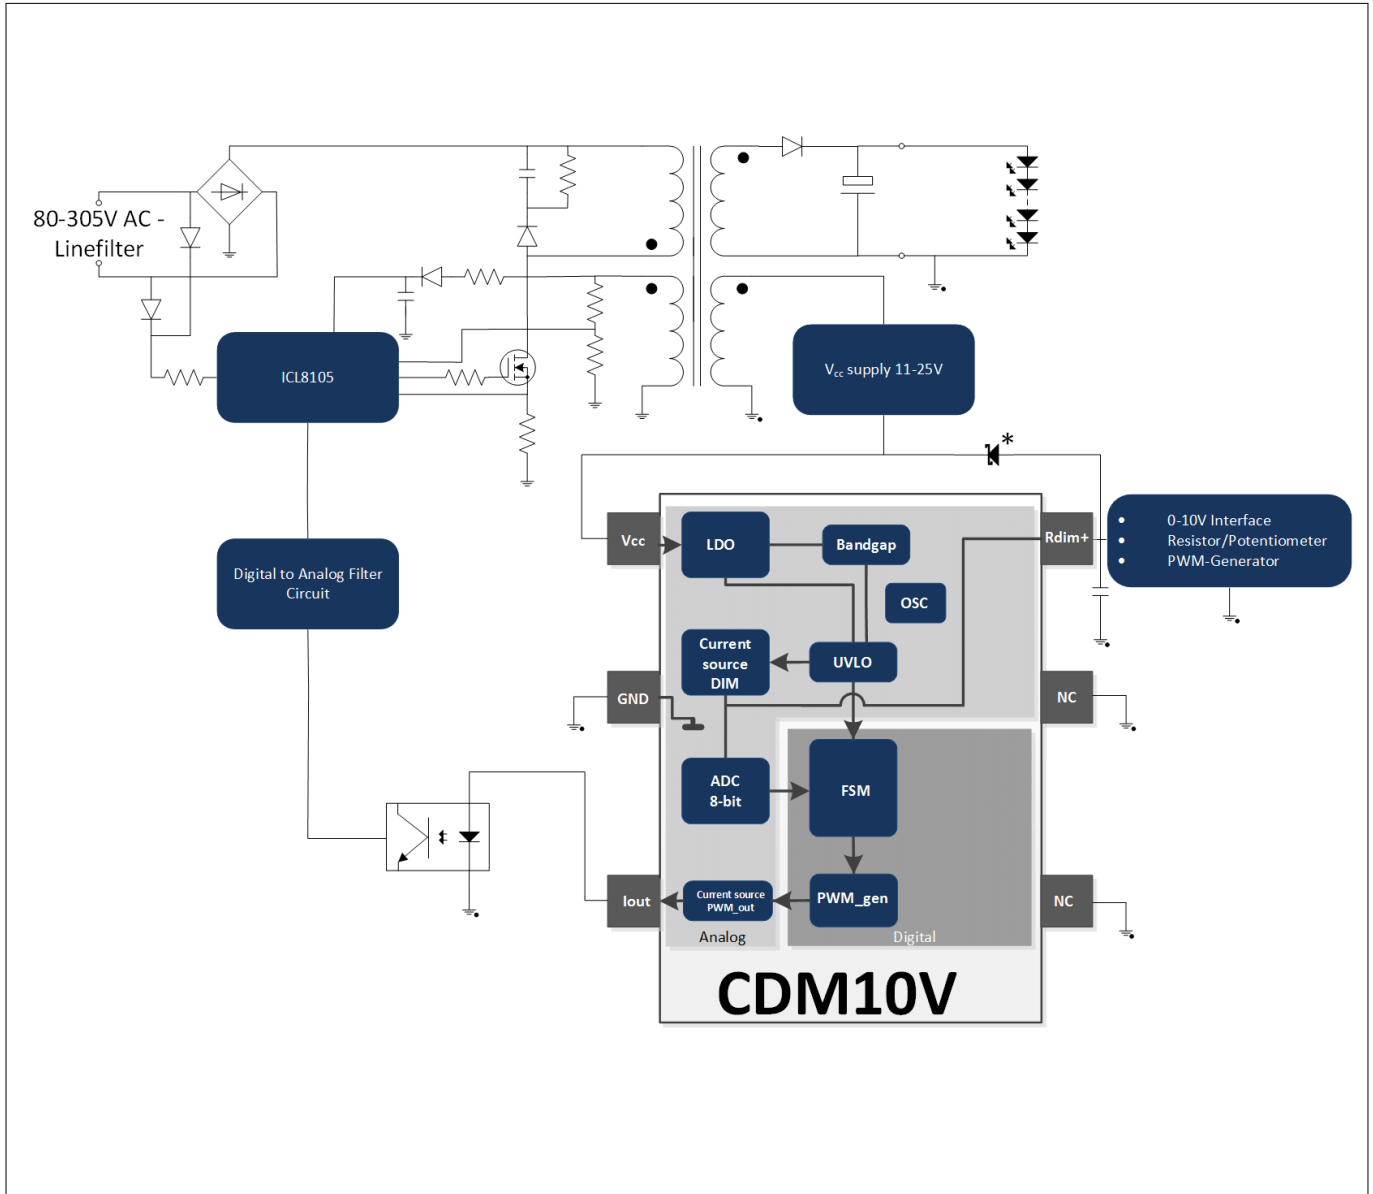 80-305V AC -
Linefilter
ICL8105
V_cc supply 11-25V
*
Digital to Analog Filter
Circuit
Vcc
LDO
Bandgap
OSC
Rdim+
• 0-10V Interface
• Resistor/Potentiometer
• PWM-Generator
Current
source
DIM
UVLO
GND
NC
ADC
8-bit
FSM
Iout
Current source
PWM_out
PWM_gen
NC
Analog
Digital
CDM10V